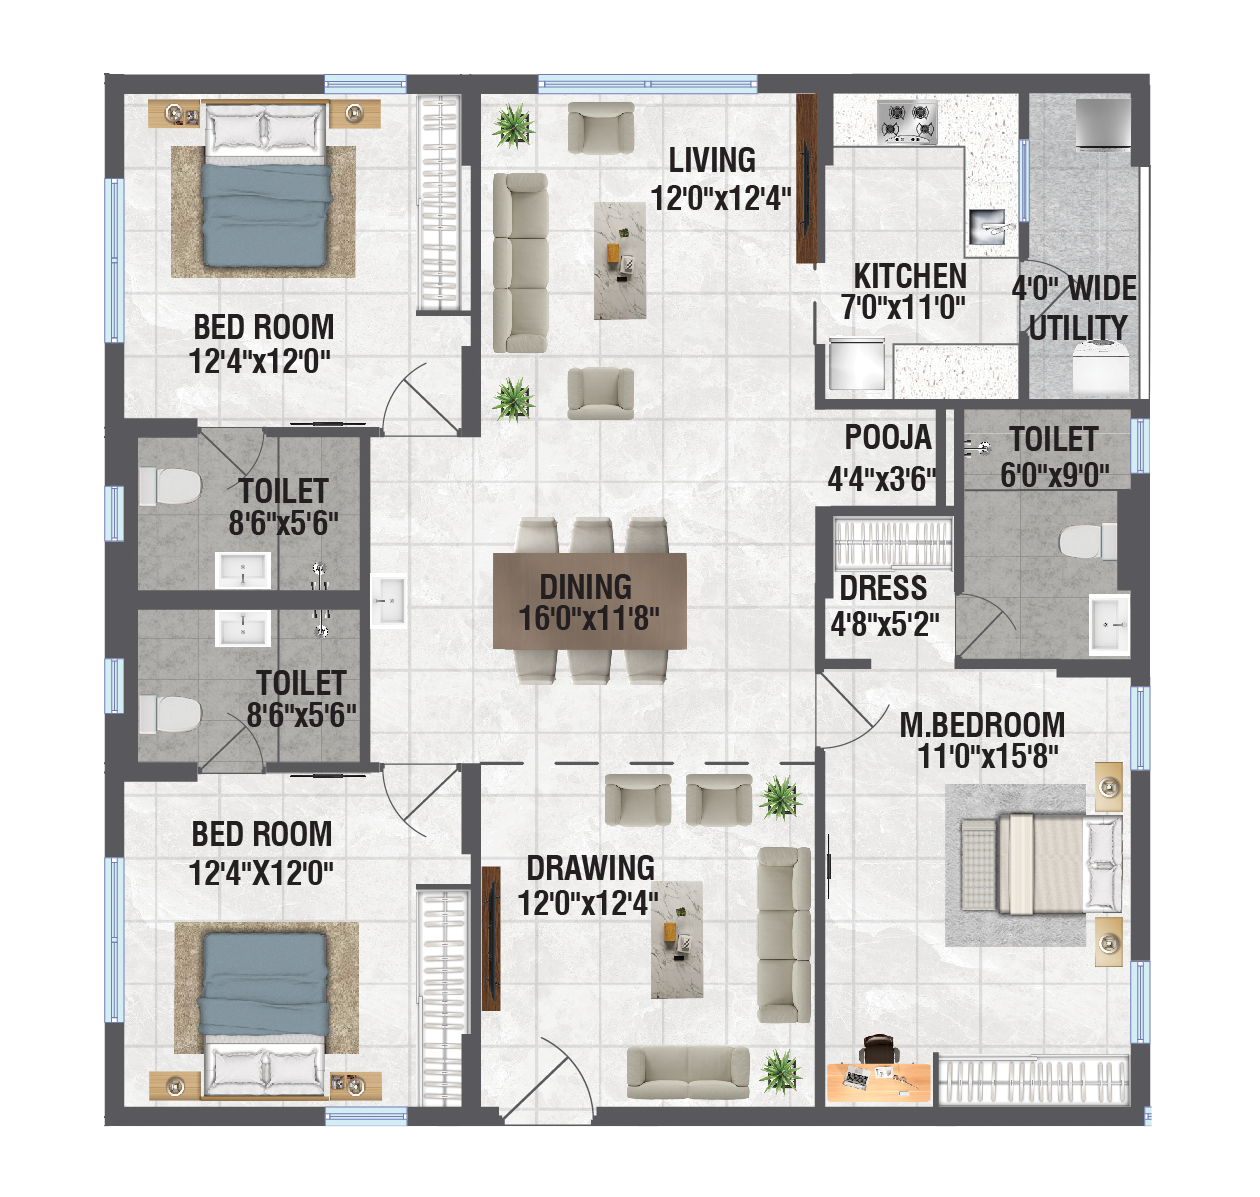 LIVING
12'0"x12'4"
KITCHEN
7'0"x11'0"
4'0" WIDE
UTILITY
BED ROOM
12'4"x12'0"
POOJA
4'4"x3'6"
TOILET
6'0"x9'0"
TOILET
8'6"x5'6"
DINING
16'0"x11'8"
DRESS
4'8"x5'2"
TOILET
8'6"x5'6"
M.BEDROOM
11'0"x15'8"
BED ROOM
12'4"X12'0"
DRAWING
12'0"x12'4"